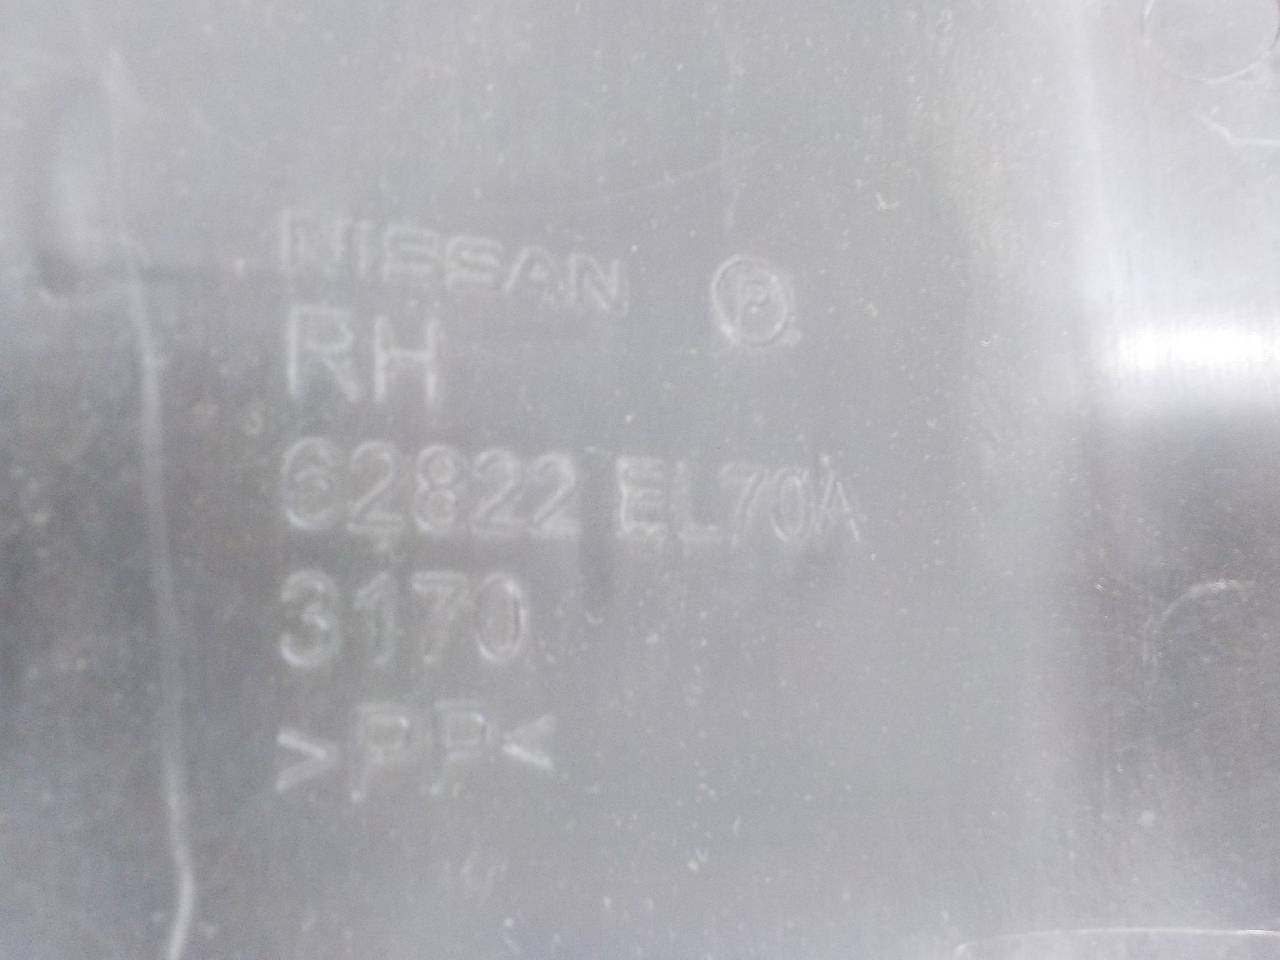 NISSAN Ⓟ
RH
62822 EL70A
3170
>PP<